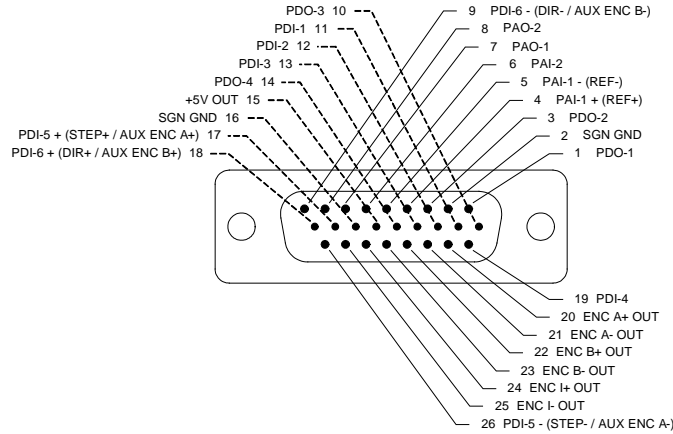 PDO-3 10
PDI-1 11
PDI-2 12
PDI-3 13
PDO-4 14
+5V OUT 15
SGN GND 16
PDI-5 + (STEP+ / AUX ENC A+) 17
PDI-6 + (DIR+ / AUX ENC B+) 18
9 PDI-6 - (DIR- / AUX ENC B-)
8 PAO-2
7 PAO-1
6 PAI-2
5 PAI-1 - (REF-)
4 PAI-1 + (REF+)
3 PDO-2
2 SGN GND
1 PDO-1
19 PDI-4
20 ENC A+ OUT
21 ENC A- OUT
22 ENC B+ OUT
23 ENC B- OUT
24 ENC I+ OUT
25 ENC I- OUT
26 PDI-5 - (STEP- / AUX ENC A-)